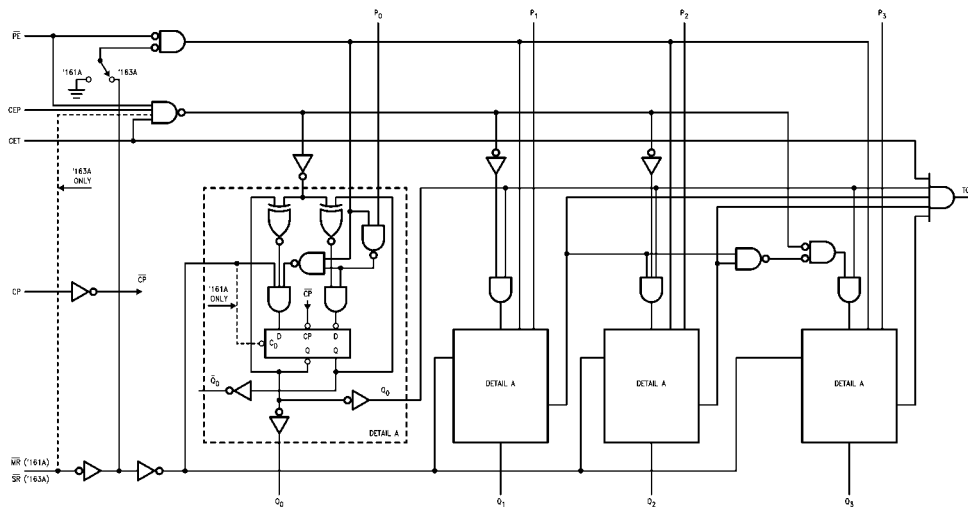 P0
P1
P2
P3
PE
'161A
'163A
CEP
CET
'163A
ONLY
TC
CP
CP
'161A
ONLY
CP
D
CP
D
CD
Q
Q
Q0
Q0
DETAIL A
DETAIL A
DETAIL A
DETAIL A
MR ('161A)
SR ('163A)
Q0
Q1
Q2
Q3